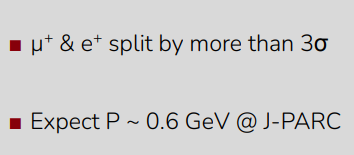 ▪ μ⁺ & e⁺ split by more than 3σ
▪ Expect P ~ 0.6 GeV @ J-PARC